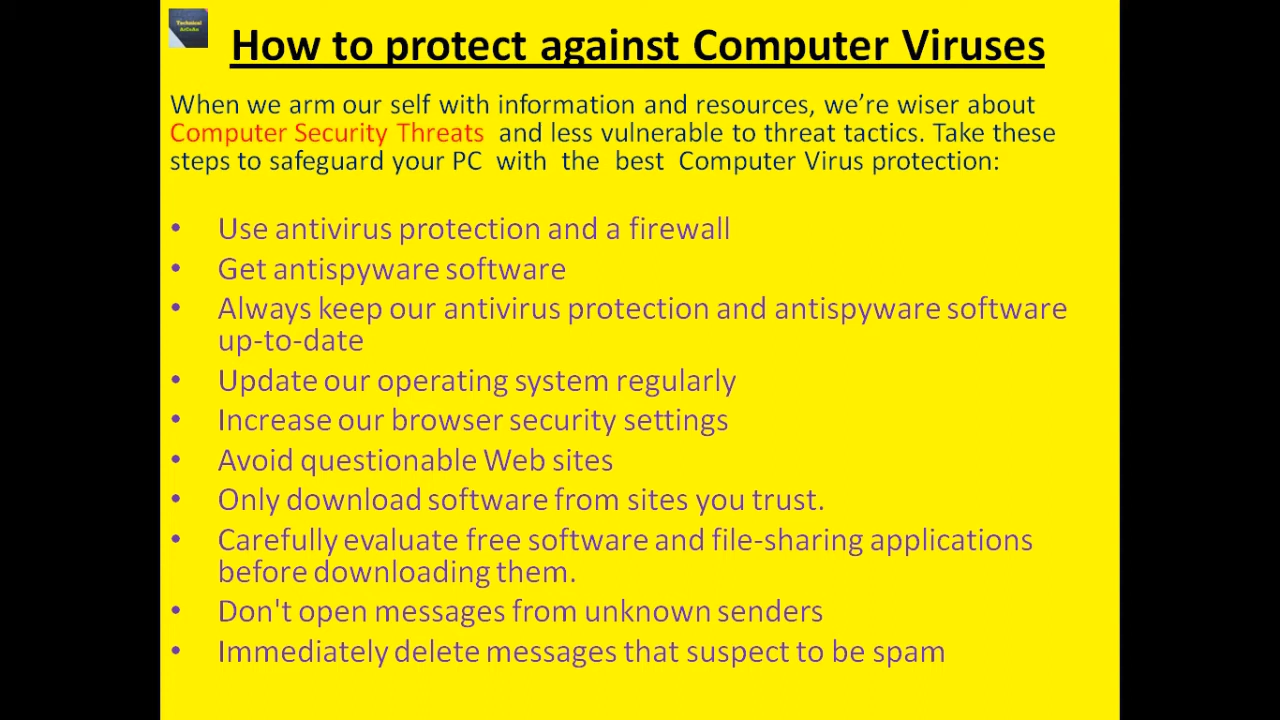 Technical
How to protect against Computer Viruses
When we arm our self with information and resources, we're wiser about
Computer Security Threats and less vulnerable to threat tactics. Take these
steps to safeguard your PC with the best Computer Virus protection:
• Use antivirus protection and a firewall
• Get antispyware software
• Always keep our antivirus protection and antispyware software
up-to-date
• Update our operating system regularly
• Increase our browser security settings
• Avoid questionable Web sites
• Only download software from sites you trust.
• Carefully evaluate free software and file-sharing applications
before downloading them.
• Don't open messages from unknown senders
• Immediately delete messages that suspect to be spam